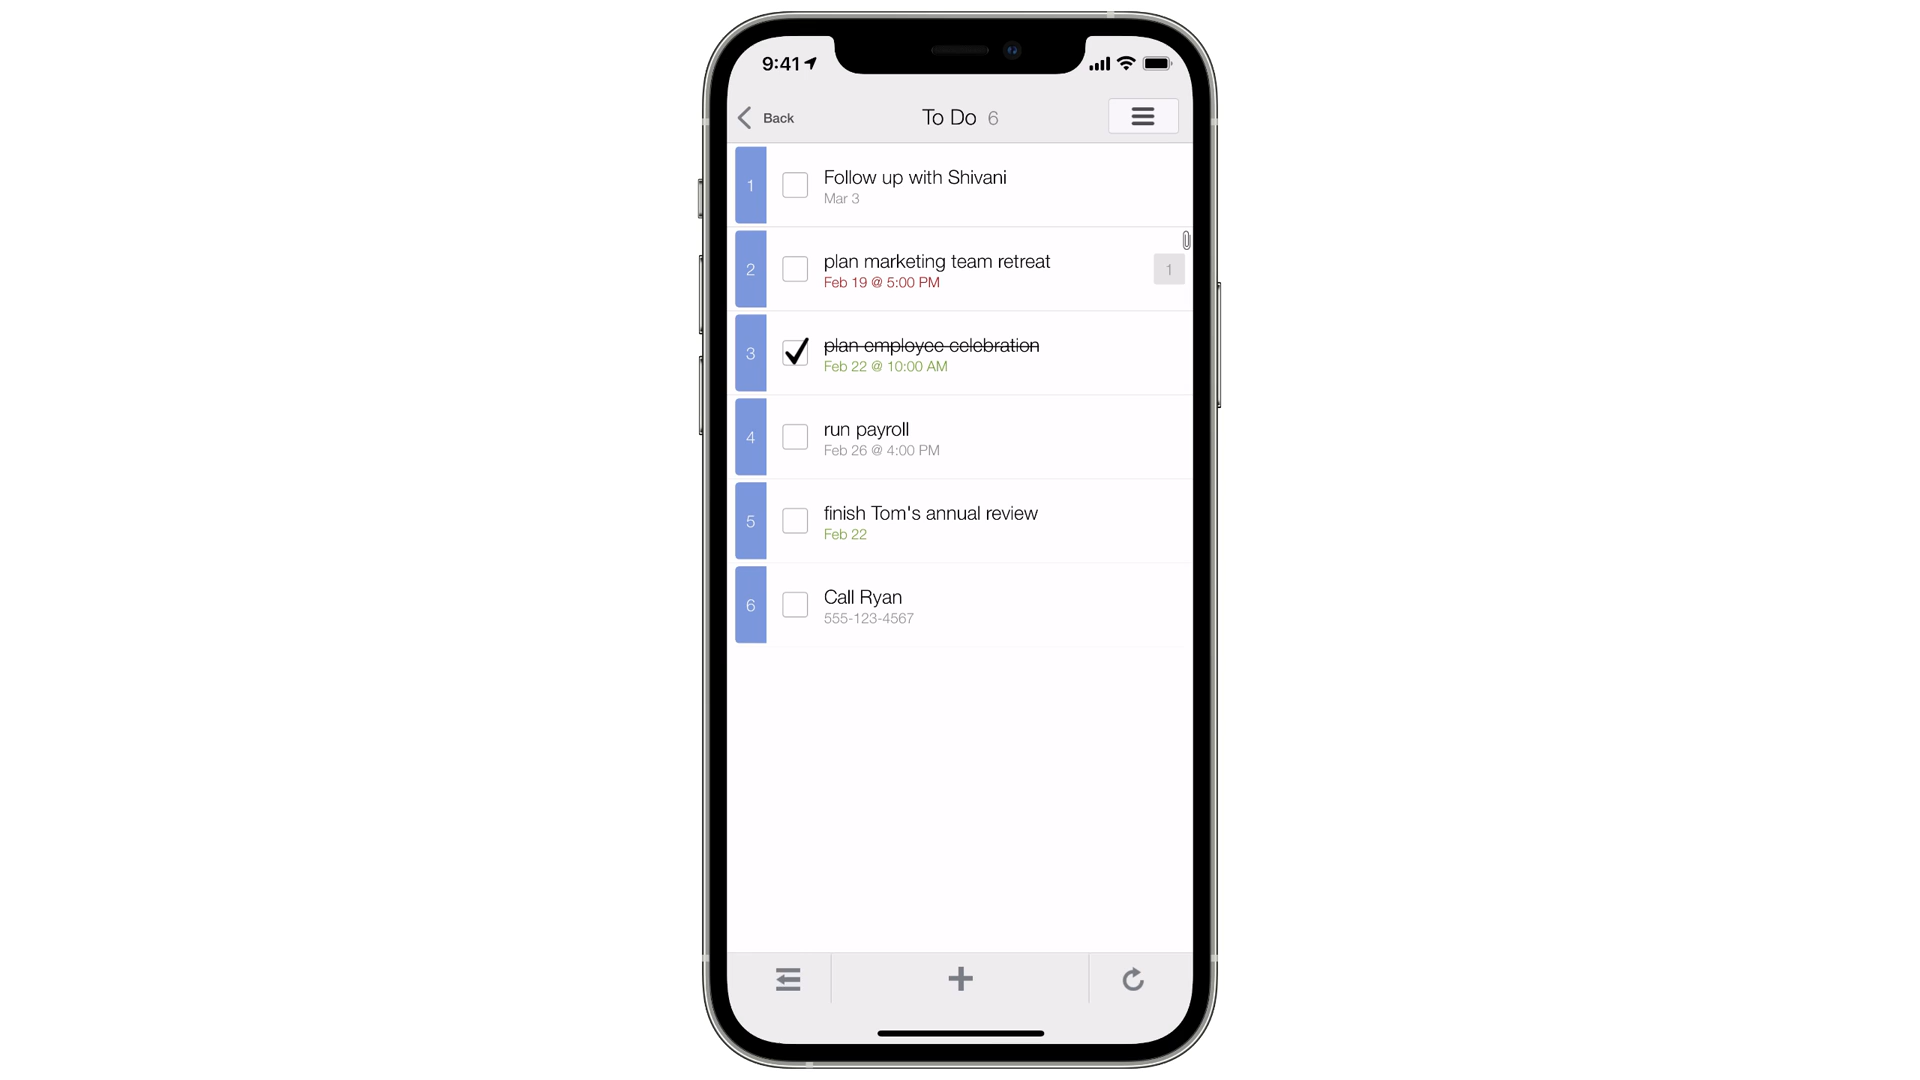 9:41
Back
To Do 6
1
Follow up with Shivani
Mar 3
2
plan marketing team retreat
Feb 19 @ 5:00 PM
1
3
plan employee celebration
Feb 22 @ 10:00 AM
4
run payroll
Feb 26 @ 4:00 PM
5
finish Tom's annual review
Feb 22
6
Call Ryan
555-123-4567